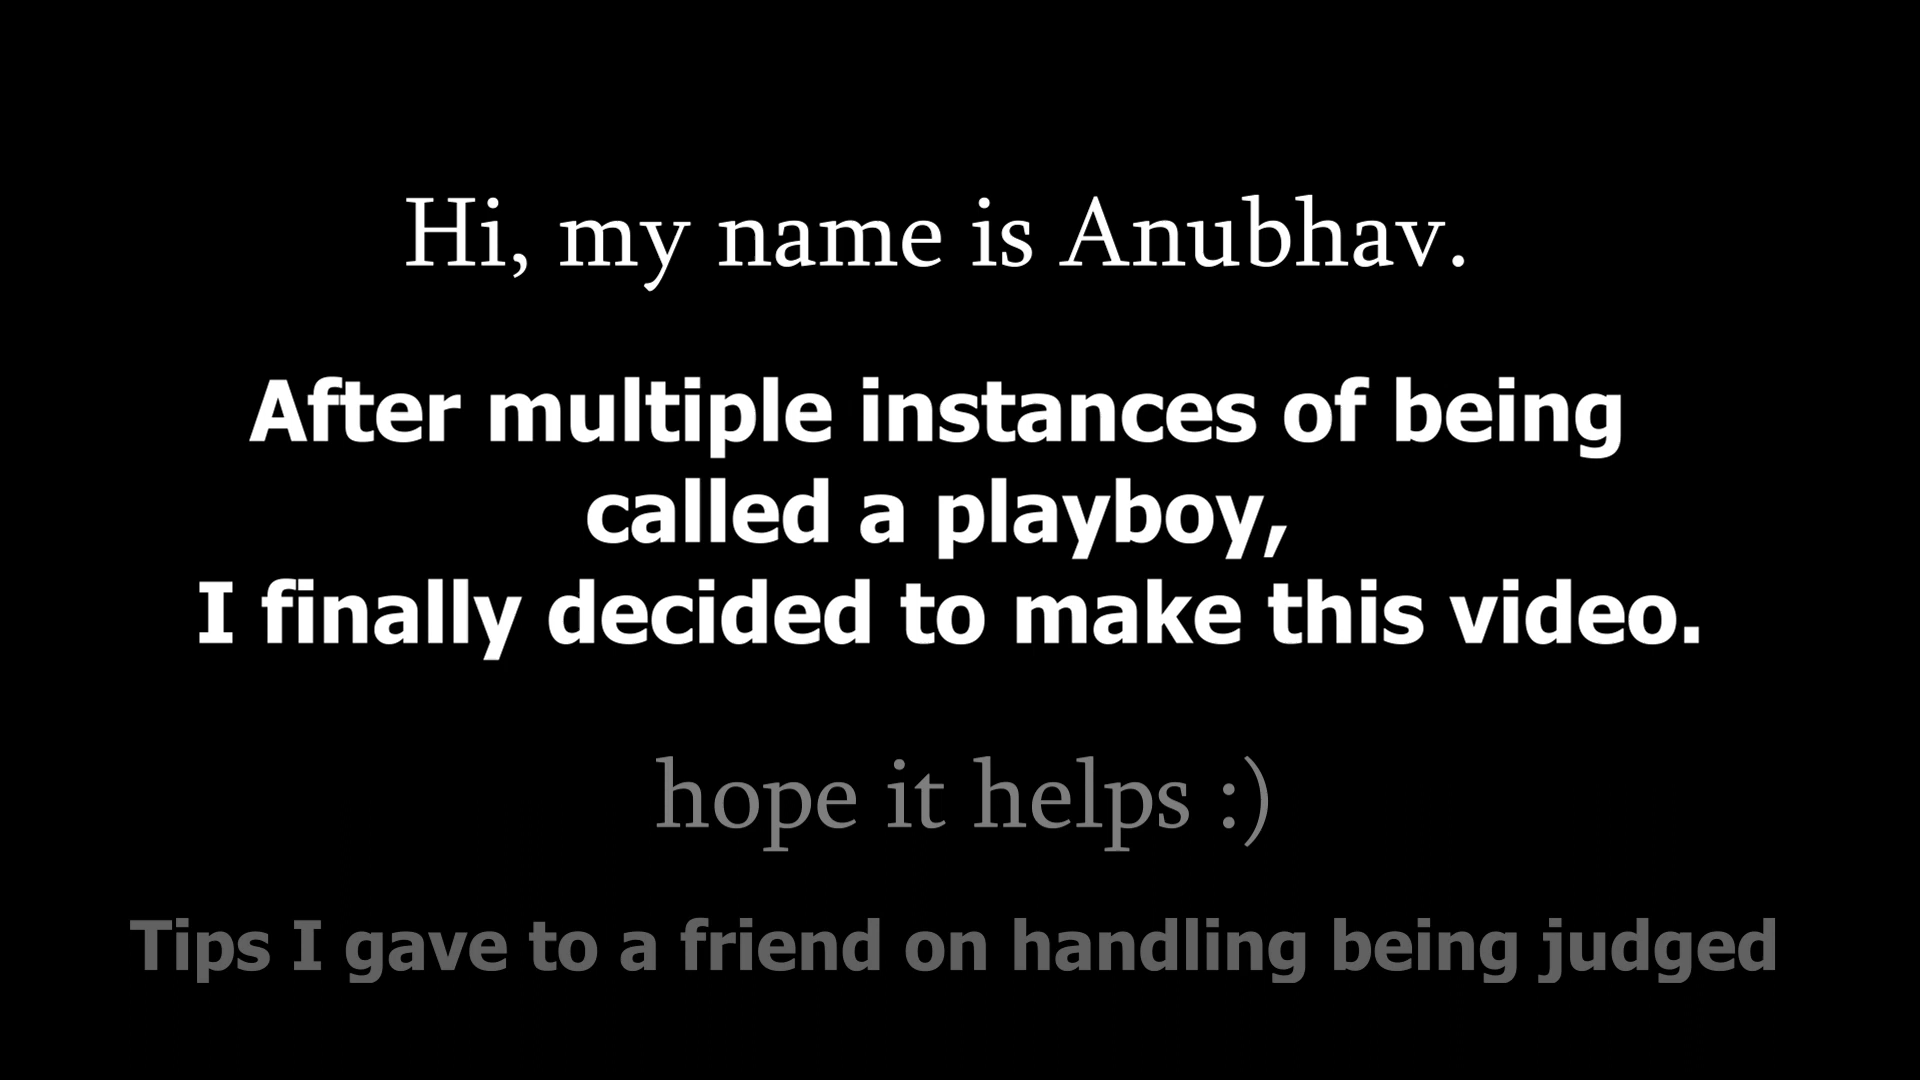 Hi, my name is Anubhav.
After multiple instances of being
called a playboy,
I finally decided to make this video.
hope it helps :)
Tips I gave to a friend on handling being judged